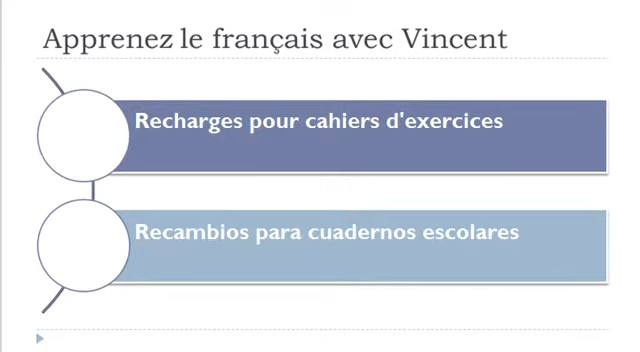 Apprenez le français avec Vincent
Recharges pour cahiers d'exercices
Recambios para cuadernos escolares